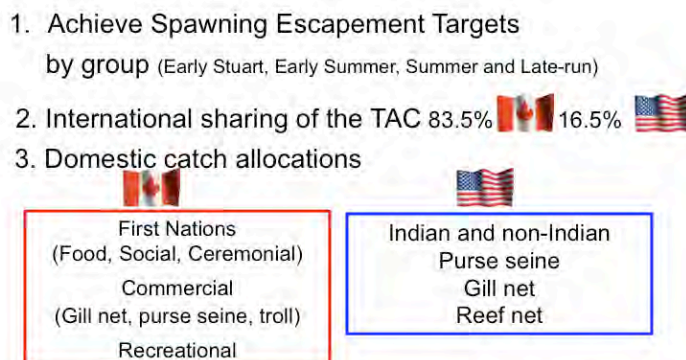 1. Achieve Spawning Escapement Targets
by group (Early Stuart, Early Summer, Summer and Late-run)
2. International sharing of the TAC 83.5% 16.5%
3. Domestic catch allocations
First Nations
(Food, Social, Ceremonial)
Commercial
(Gill net, purse seine, troll)
Recreational
Indian and non-Indian
Purse seine
Gill net
Reef net